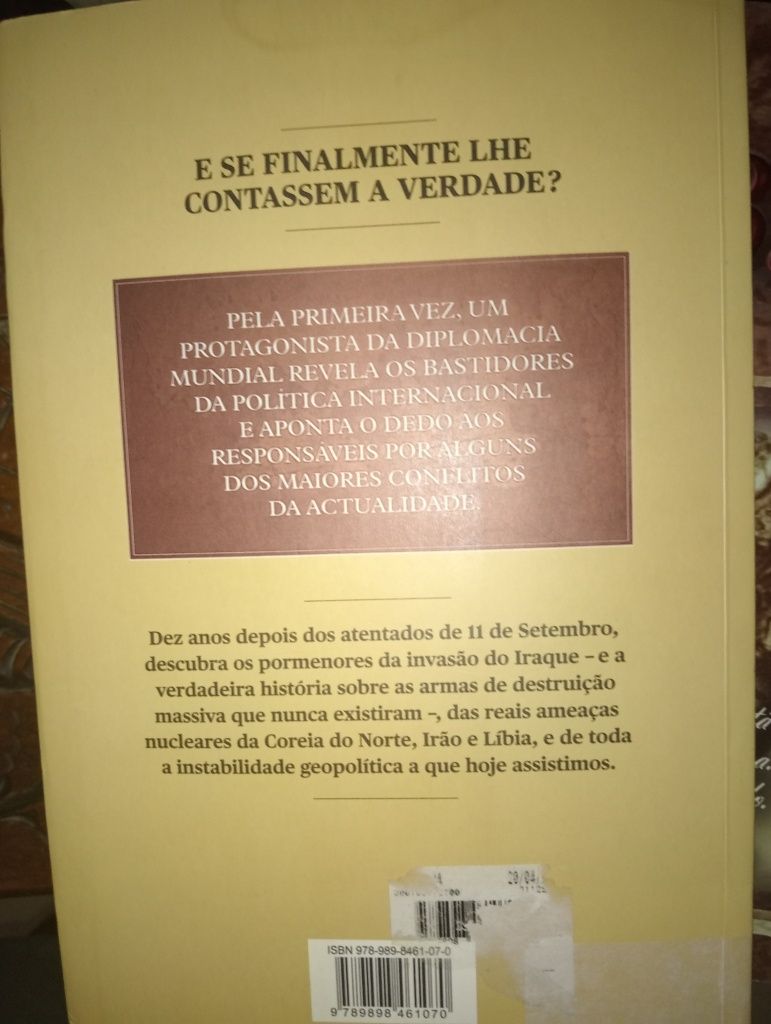 E SE FINALMENTE LHE
CONTASSEM A VERDADE?
PELA PRIMEIRA VEZ, UM
PROTAGONISTA DA DIPLOMACIA
MUNDIAL REVELA OS BASTIDORES
DA POLÍTICA INTERNACIONAL
E APONTA O DEDO AOS
RESPONSÁVEIS POR ALGUNS
DOS MAIORES CONFLITOS
DA ACTUALIDADE.
Dez anos depois dos atentados de 11 de Setembro,
descubra os pormenores da invasão do Iraque – e a
verdadeira história sobre as armas de destruição
massiva que nunca existiram –, das reais ameaças
nucleares da Coreia do Norte, Irão e Líbia, e de toda
a instabilidade geopolítica a que hoje assistimos.
20/04/
ISBN 978-989-8461-07-0
9 789898 461070